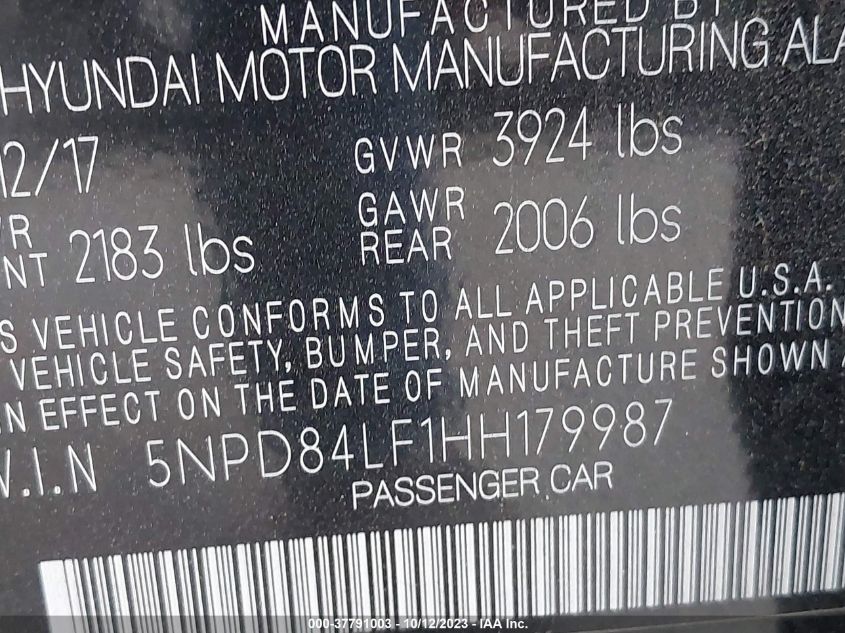 MANUFACTURED BY
HYUNDAI MOTOR MANUFACTURING ALA
12/17 GVWR 3924 lbs
GAWR
REAR 2006 lbs
2183 lbs
VEHICLE CONFORMS TO ALL APPLICABLE U.S.A.
VEHICLE SAFETY, BUMPER, AND THEFT PREVENTION
IN EFFECT ON THE DATE OF MANUFACTURE SHOWN
V.I.N 5NPD84LF1HH179987
PASSENGER CAR
000-37791003 - 10/12/2023 - IAA Inc.